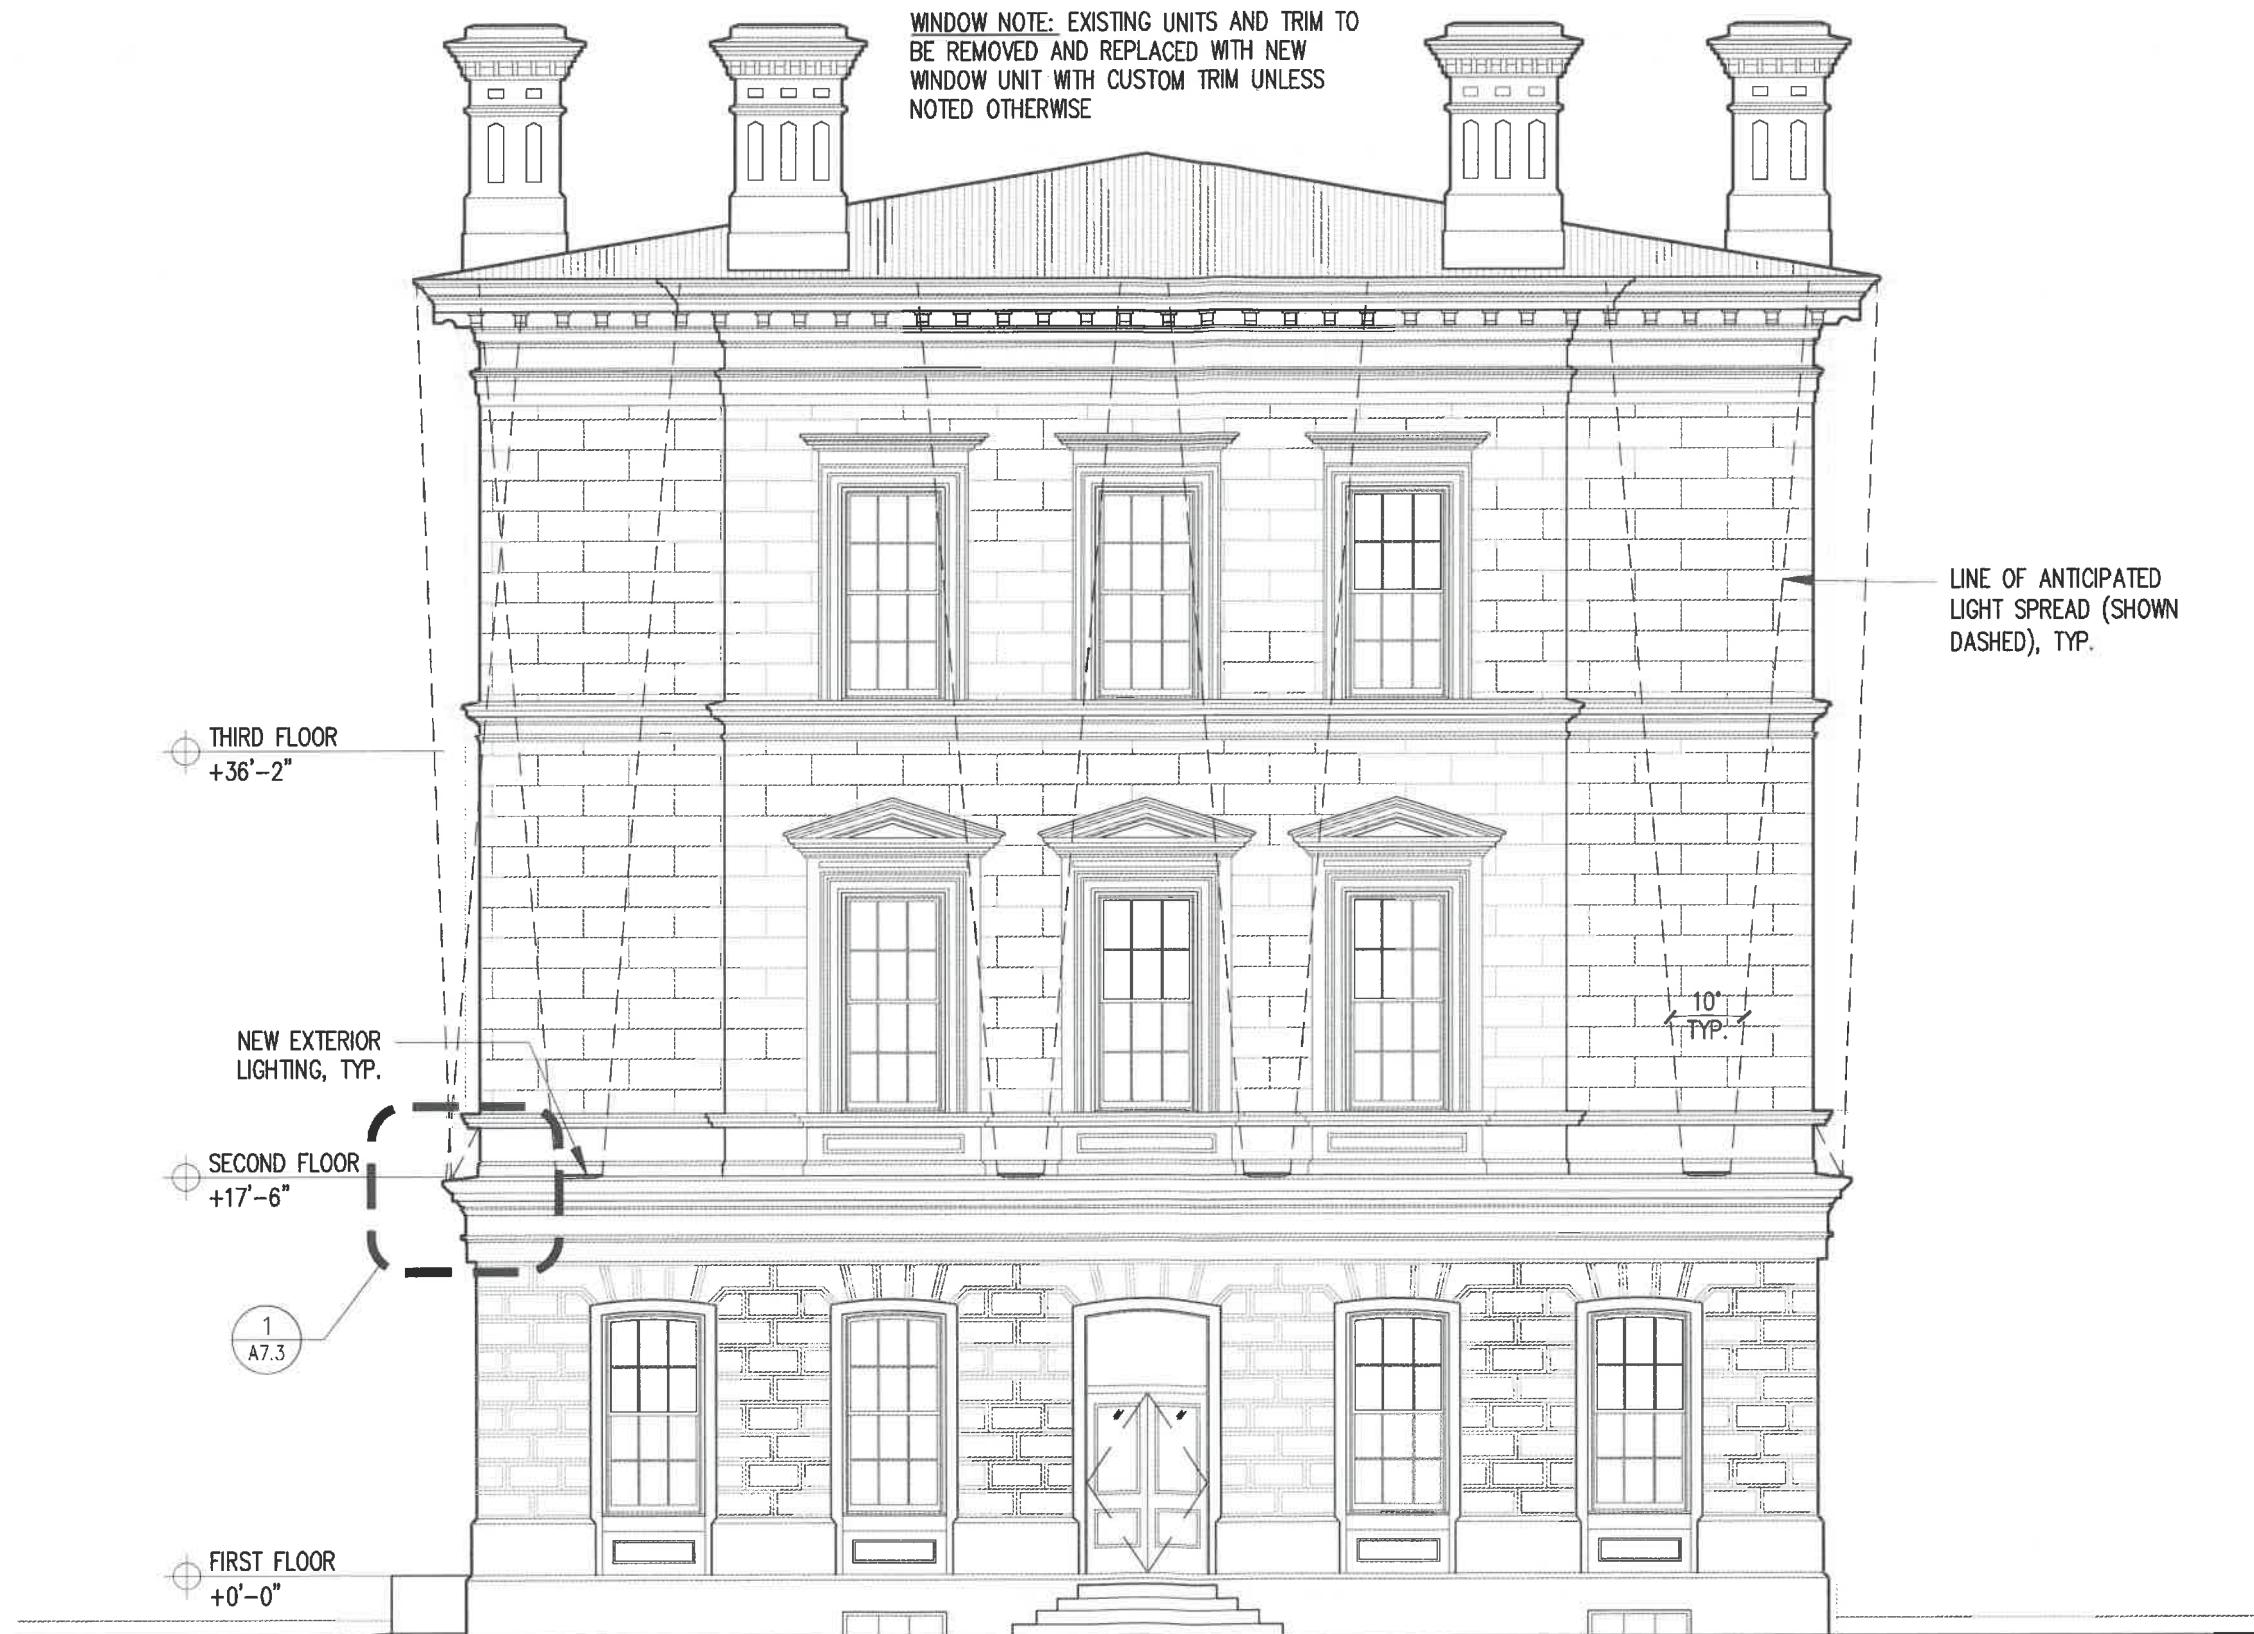 WINDOW NOTE: EXISTING UNITS AND TRIM TO
BE REMOVED AND REPLACED WITH NEW
WINDOW UNIT WITH CUSTOM TRIM UNLESS
NOTED OTHERWISE
LINE OF ANTICIPATED
LIGHT SPREAD (SHOWN
DASHED), TYP.
THIRD FLOOR
+36'-2"
10°
TYP.
NEW EXTERIOR
LIGHTING, TYP.
SECOND FLOOR
+17'-6"
1
A7.3
FIRST FLOOR
+0'-0"